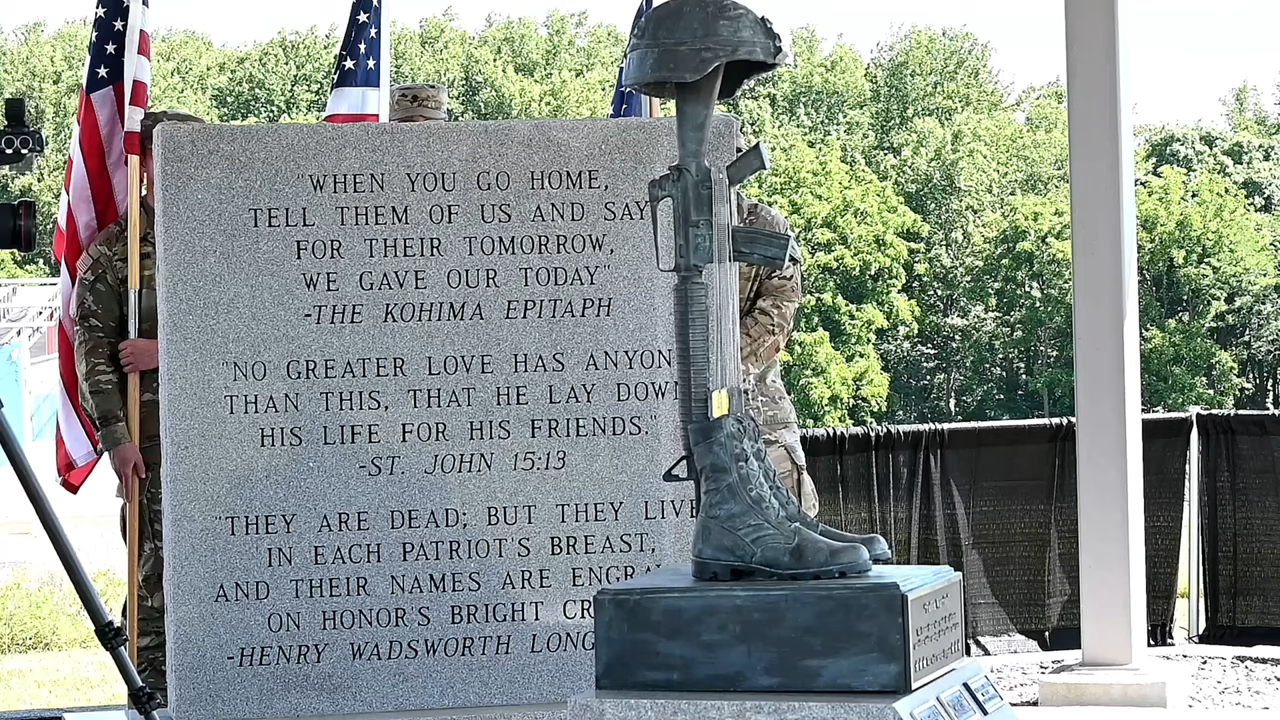 "WHEN YOU GO HOME,
TELL THEM OF US AND SAY
FOR THEIR TOMORROW,
WE GAVE OUR TODAY"
-THE KOHIMA EPITAPH
"NO GREATER LOVE HAS ANYON
THAN THIS, THAT HE LAY DOWN
HIS LIFE FOR HIS FRIENDS."
-ST. JOHN 15:13
"THEY ARE DEAD; BUT THEY LIVE
IN EACH PATRIOT'S BREAST,
AND THEIR NAMES ARE ENGRA
ON HONOR'S BRIGHT CR
-HENRY WADSWORTH LONG